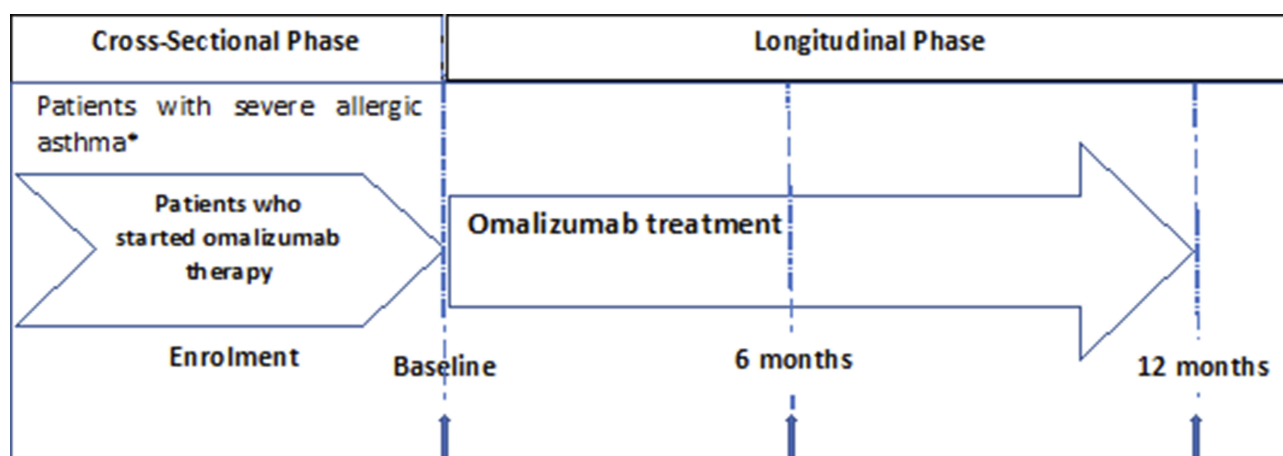 Cross-Sectional Phase
Longitudinal Phase
Patients with severe allergic
asthma*
Patients who
started omalizumab
therapy
Omalizumab treatment
Enrolment
Baseline
6 months
12 months